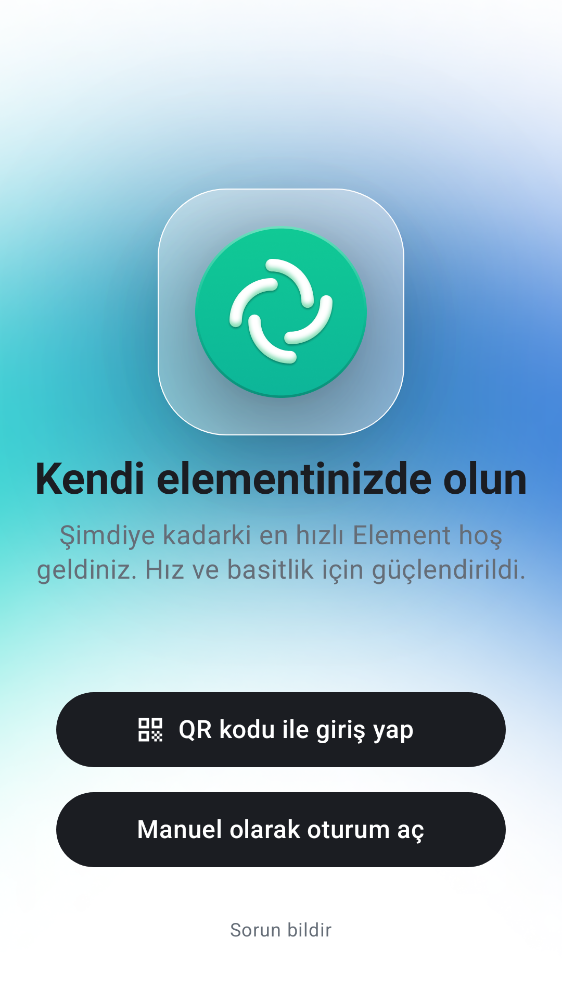 Kendi elementinizde olun
Şimdiye kadarki en hızlı Element hoş
geldiniz. Hız ve basitlik için güçlendirildi.
QR kodu ile giriş yap
Manuel olarak oturum aç
Sorun bildir